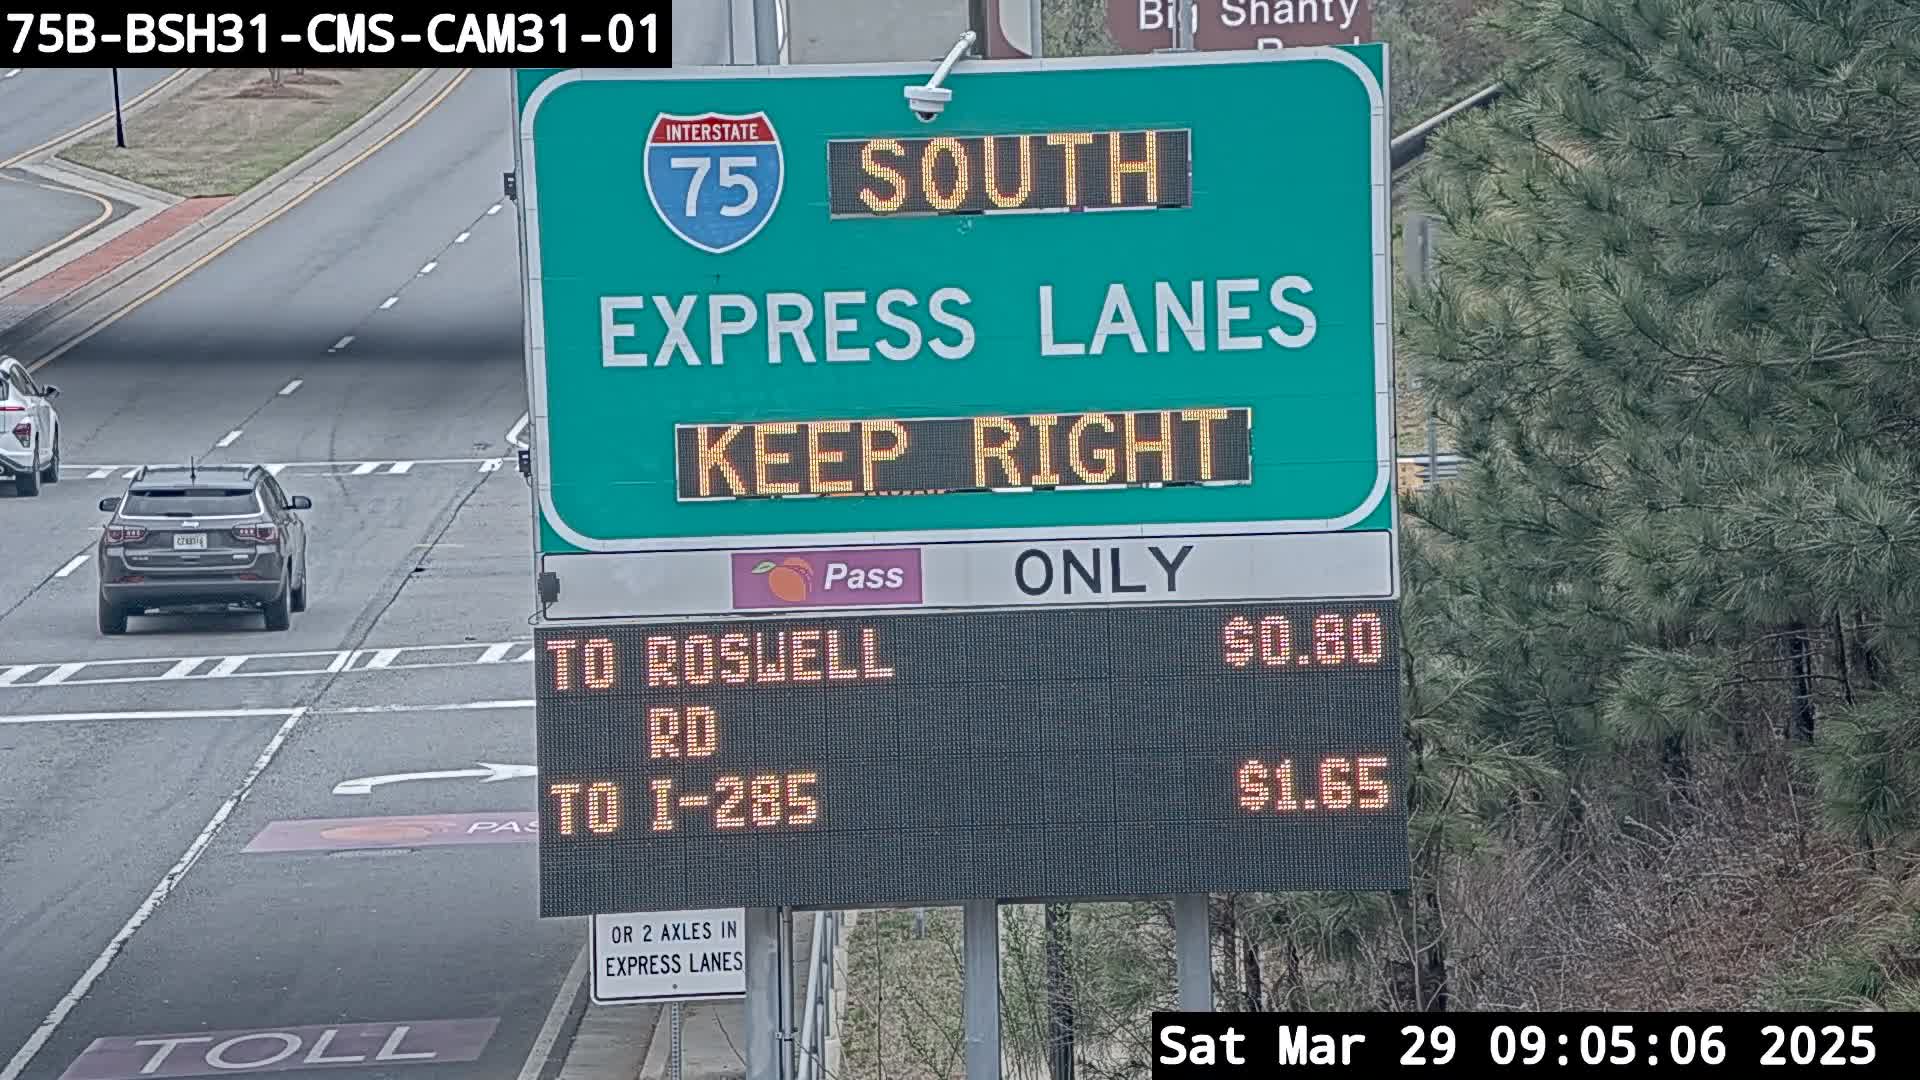 75B-BSH31-CMS-CAM31-01
Big Shanty
INTERSTATE
75
SOUTH
EXPRESS LANES
KEEP RIGHT
Pass
ONLY
TO ROSWELL $0.80
RD
TO I-285 $1.65
OR 2 AXLES IN
EXPRESS LANES
PAS
TOLL
Sat Mar 29 09:05:06 2025